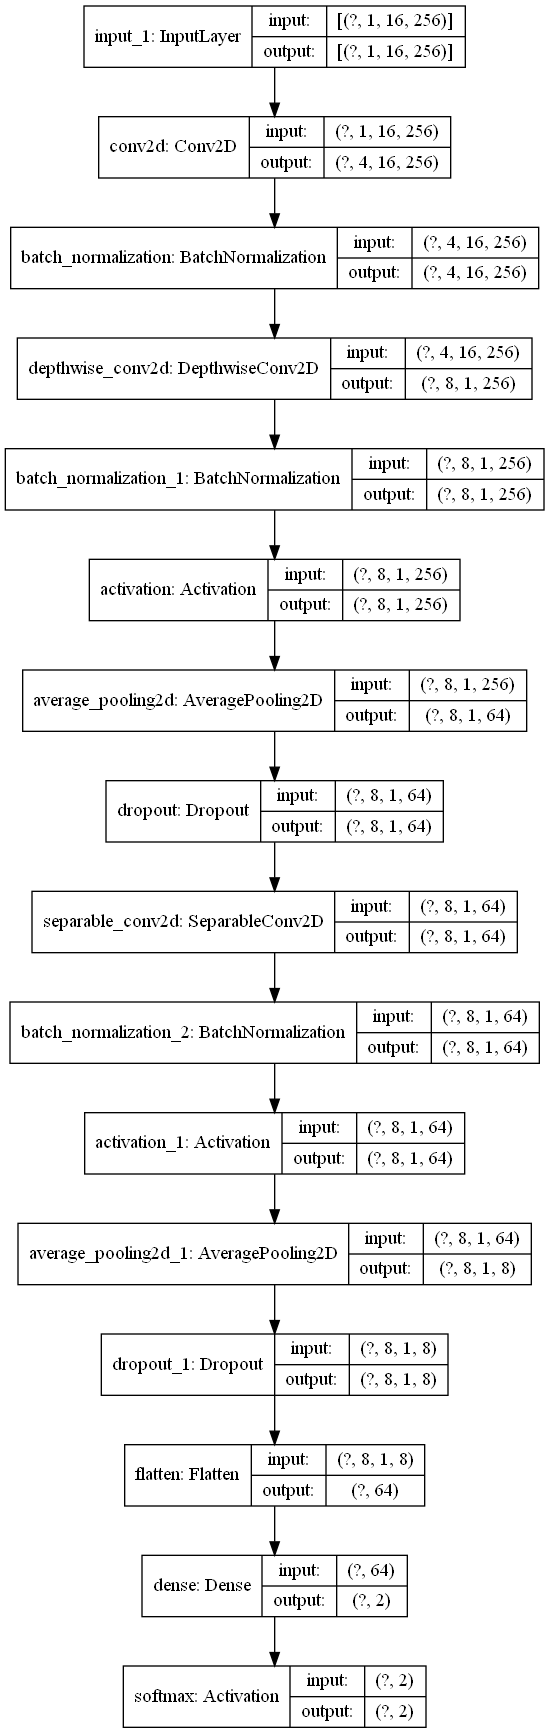 input_1: InputLayer
input: [(?, 1, 16, 256)]
output: [(?, 1, 16, 256)]
conv2d: Conv2D
input: (?, 1, 16, 256)
output: (?, 4, 16, 256)
batch_normalization: BatchNormalization
input: (?, 4, 16, 256)
output: (?, 4, 16, 256)
depthwise_conv2d: DepthwiseConv2D
input: (?, 4, 16, 256)
output: (?, 8, 1, 256)
batch_normalization_1: BatchNormalization
input: (?, 8, 1, 256)
output: (?, 8, 1, 256)
activation: Activation
input: (?, 8, 1, 256)
output: (?, 8, 1, 256)
average_pooling2d: AveragePooling2D
input: (?, 8, 1, 256)
output: (?, 8, 1, 64)
dropout: Dropout
input: (?, 8, 1, 64)
output: (?, 8, 1, 64)
separable_conv2d: SeparableConv2D
input: (?, 8, 1, 64)
output: (?, 8, 1, 64)
batch_normalization_2: BatchNormalization
input: (?, 8, 1, 64)
output: (?, 8, 1, 64)
activation_1: Activation
input: (?, 8, 1, 64)
output: (?, 8, 1, 64)
average_pooling2d_1: AveragePooling2D
input: (?, 8, 1, 64)
output: (?, 8, 1, 8)
dropout_1: Dropout
input: (?, 8, 1, 8)
output: (?, 8, 1, 8)
flatten: Flatten
input: (?, 8, 1, 8)
output: (?, 64)
dense: Dense
input: (?, 64)
output: (?, 2)
softmax: Activation
input: (?, 2)
output: (?, 2)